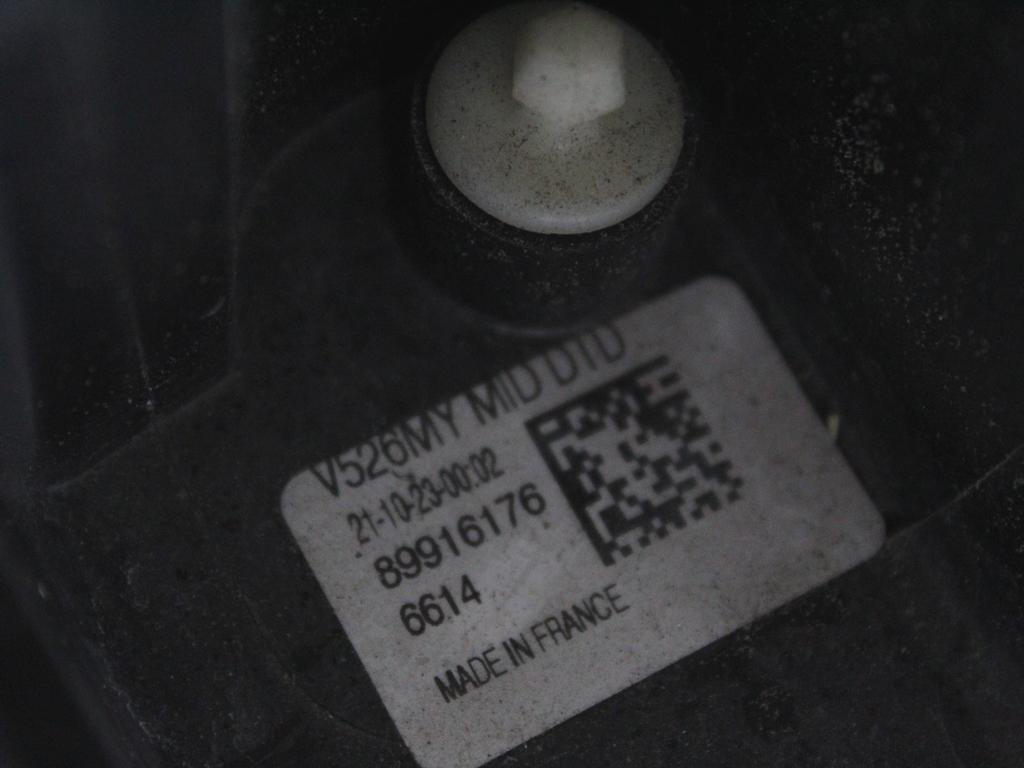 V526MY MID DTD
21-10-23-00:02
89916176
6614
MADE IN FRANCE